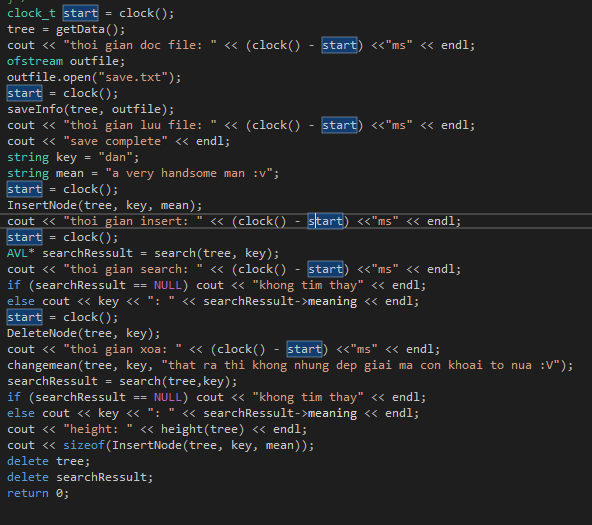 clock_t start = clock();
tree = getData();
cout << "thoi gian doc file: " << (clock() - start) <<"ms" << endl;
ofstream outfile;
outfile.open("save.txt");
start = clock();
saveInfo(tree, outfile);
cout << "thoi gian luu file: " << (clock() - start) <<"ms" << endl;
cout << "save complete" << endl;
string key = "dan";
string mean = "a very handsome man :v";
start = clock();
InsertNode(tree, key, mean);
cout << "thoi gian insert: " << (clock() - start) <<"ms" << endl;
start = clock();
AVL* searchRessult = search(tree, key);
cout << "thoi gian search: " << (clock() - start) <<"ms" << endl;
if (searchRessult == NULL) cout << "khong tim thay" << endl;
else cout << key << ": " << searchRessult->meaning << endl;
start = clock();
DeleteNode(tree, key);
cout << "thoi gian xoa: " << (clock() - start) <<"ms" << endl;
changemean(tree, key, "that ra thi khong nhung dep giai ma con khoai to nua :V");
searchRessult = search(tree,key);
if (searchRessult == NULL) cout << "khong tim thay" << endl;
else cout << key << ": " << searchRessult->meaning << endl;
cout << "height: " << height(tree) << endl;
cout << sizeof(InsertNode(tree, key, mean));
delete tree;
delete searchRessult;
return 0;